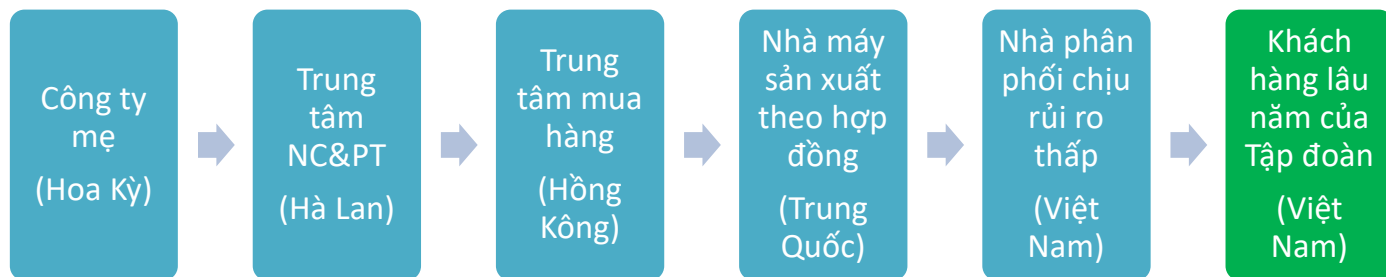 Công ty
mẹ
(Hoa Kỳ)
Trung
tâm
NC&PT
(Hà Lan)
Trung
tâm mua
hàng
(Hồng
Kông)
Nhà máy
sản xuất
theo hợp
đồng
(Trung
Quốc)
Nhà phân
phối chịu
rủi ro
thấp
(Việt
Nam)
Khách
hàng lâu
năm của
Tập đoàn
(Việt
Nam)